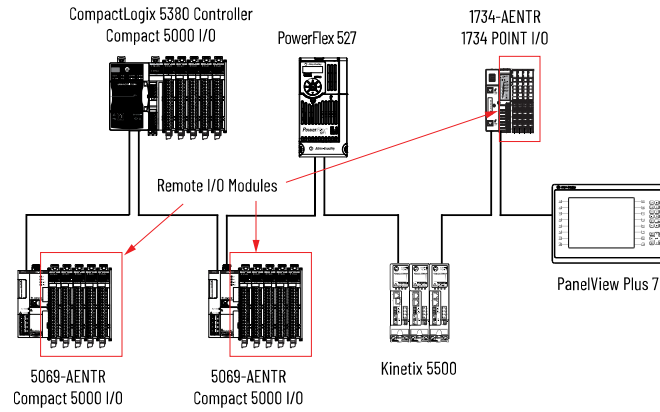 CompactLogix 5380 Controller
Compact 5000 I/O
PowerFlex 527
1734-AENTR
1734 POINT I/O
Remote I/O Modules
PanelView Plus 7
5069-AENTR
Compact 5000 I/O
5069-AENTR
Compact 5000 I/O
Kinetix 5500